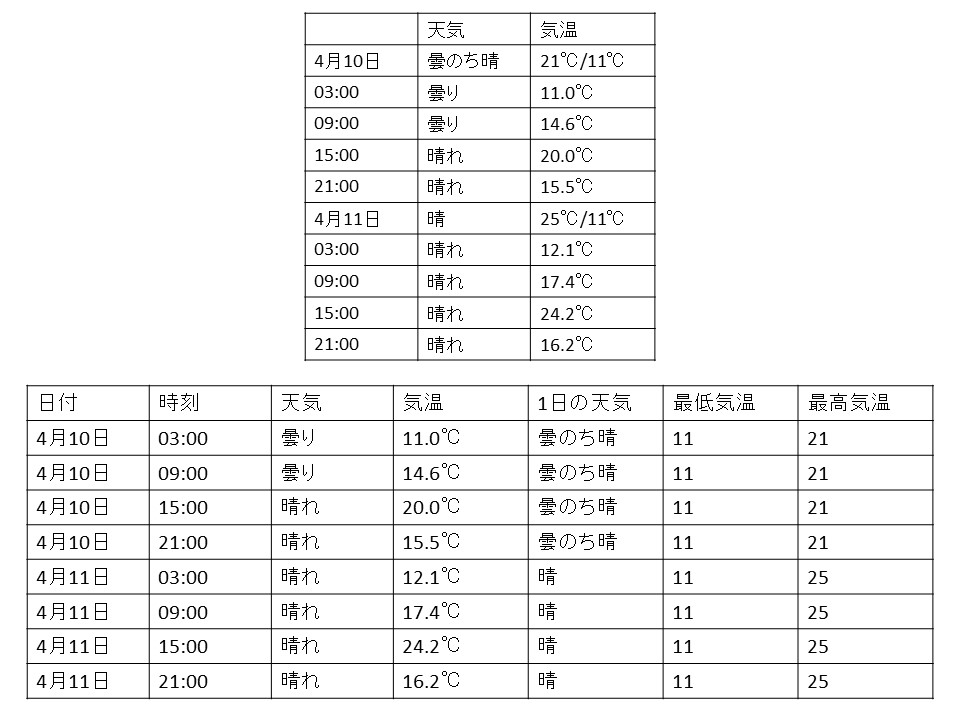 天気 気温
4月10日 曇のち晴 21℃/11℃
03:00 曇り 11.0℃
09:00 曇り 14.6℃
15:00 晴れ 20.0℃
21:00 晴れ 15.5℃
4月11日 晴 25℃/11℃
03:00 晴れ 12.1℃
09:00 晴れ 17.4℃
15:00 晴れ 24.2℃
21:00 晴れ 16.2℃
日付 時刻 天気 気温 1日の天気 最低気温 最高気温
4月10日 03:00 曇り 11.0℃ 曇のち晴 11 21
4月10日 09:00 曇り 14.6℃ 曇のち晴 11 21
4月10日 15:00 晴れ 20.0℃ 曇のち晴 11 21
4月10日 21:00 晴れ 15.5℃ 曇のち晴 11 21
4月11日 03:00 晴れ 12.1℃ 晴 11 25
4月11日 09:00 晴れ 17.4℃ 晴 11 25
4月11日 15:00 晴れ 24.2℃ 晴 11 25
4月11日 21:00 晴れ 16.2℃ 晴 11 25